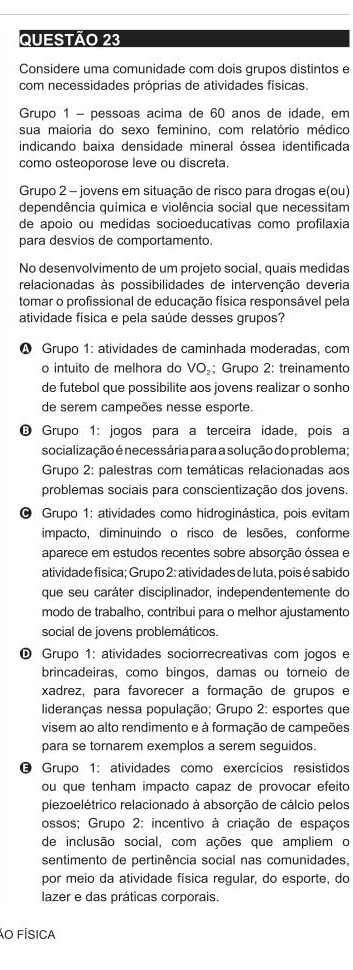 QUESTÃO 23
Considere uma comunidade com dois grupos distintos e
com necessidades próprias de atividades físicas.
Grupo 1 – pessoas acima de 60 anos de idade, em
sua maioria do sexo feminino, com relatório médico
indicando baixa densidade mineral óssea identificada
como osteoporose leve ou discreta.
Grupo 2 – jovens em situação de risco para drogas e(ou)
dependência química e violência social que necessitam
de apoio ou medidas socioeducativas como profilaxia
para desvios de comportamento.
No desenvolvimento de um projeto social, quais medidas
relacionadas às possibilidades de intervenção deveria
tomar o profissional de educação física responsável pela
atividade física e pela saúde desses grupos?
A Grupo 1: atividades de caminhada moderadas, com
o intuito de melhora do VO₂; Grupo 2: treinamento
de futebol que possibilite aos jovens realizar o sonho
de serem campeões nesse esporte.
B Grupo 1: jogos para a terceira idade, pois a
socialização é necessária para a solução do problema;
Grupo 2: palestras com temáticas relacionadas aos
problemas sociais para conscientização dos jovens.
C Grupo 1: atividades como hidroginástica, pois evitam
impacto, diminuindo o risco de lesões, conforme
aparece em estudos recentes sobre absorção óssea e
atividade física; Grupo 2: atividades de luta, pois é sabido
que seu caráter disciplinador, independentemente do
modo de trabalho, contribui para o melhor ajustamento
social de jovens problemáticos.
D Grupo 1: atividades sociorrecreativas com jogos e
brincadeiras, como bingos, damas ou torneio de
xadrez, para favorecer a formação de grupos e
lideranças nessa população; Grupo 2: esportes que
visem ao alto rendimento e à formação de campeões
para se tornarem exemplos a serem seguidos.
E Grupo 1: atividades como exercícios resistidos
ou que tenham impacto capaz de provocar efeito
piezoelétrico relacionado à absorção de cálcio pelos
ossos; Grupo 2: incentivo à criação de espaços
de inclusão social, com ações que ampliem o
sentimento de pertinência social nas comunidades,
por meio da atividade física regular, do esporte, do
lazer e das práticas corporais.
ÃO FÍSICA